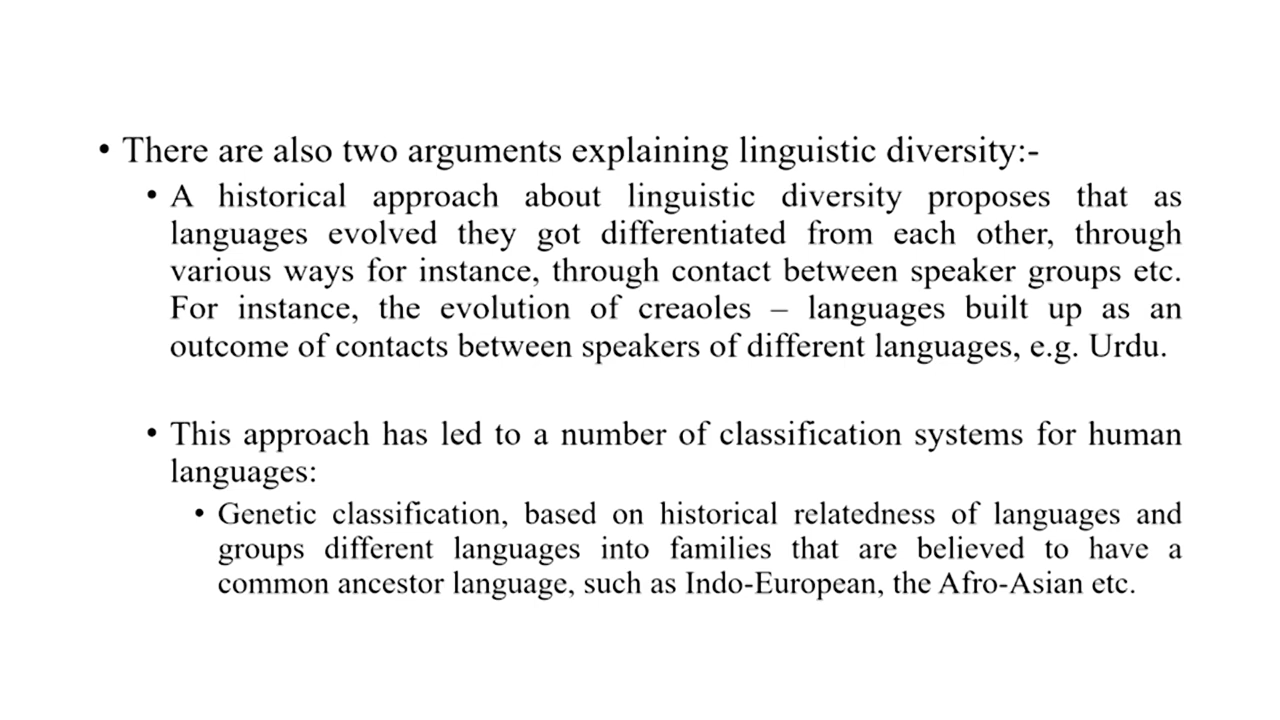 • There are also two arguments explaining linguistic diversity:-
• A historical approach about linguistic diversity proposes that as
languages evolved they got differentiated from each other, through
various ways for instance, through contact between speaker groups etc.
For instance, the evolution of creaoles – languages built up as an
outcome of contacts between speakers of different languages, e.g. Urdu.
• This approach has led to a number of classification systems for human
languages:
• Genetic classification, based on historical relatedness of languages and
groups different languages into families that are believed to have a
common ancestor language, such as Indo-European, the Afro-Asian etc.